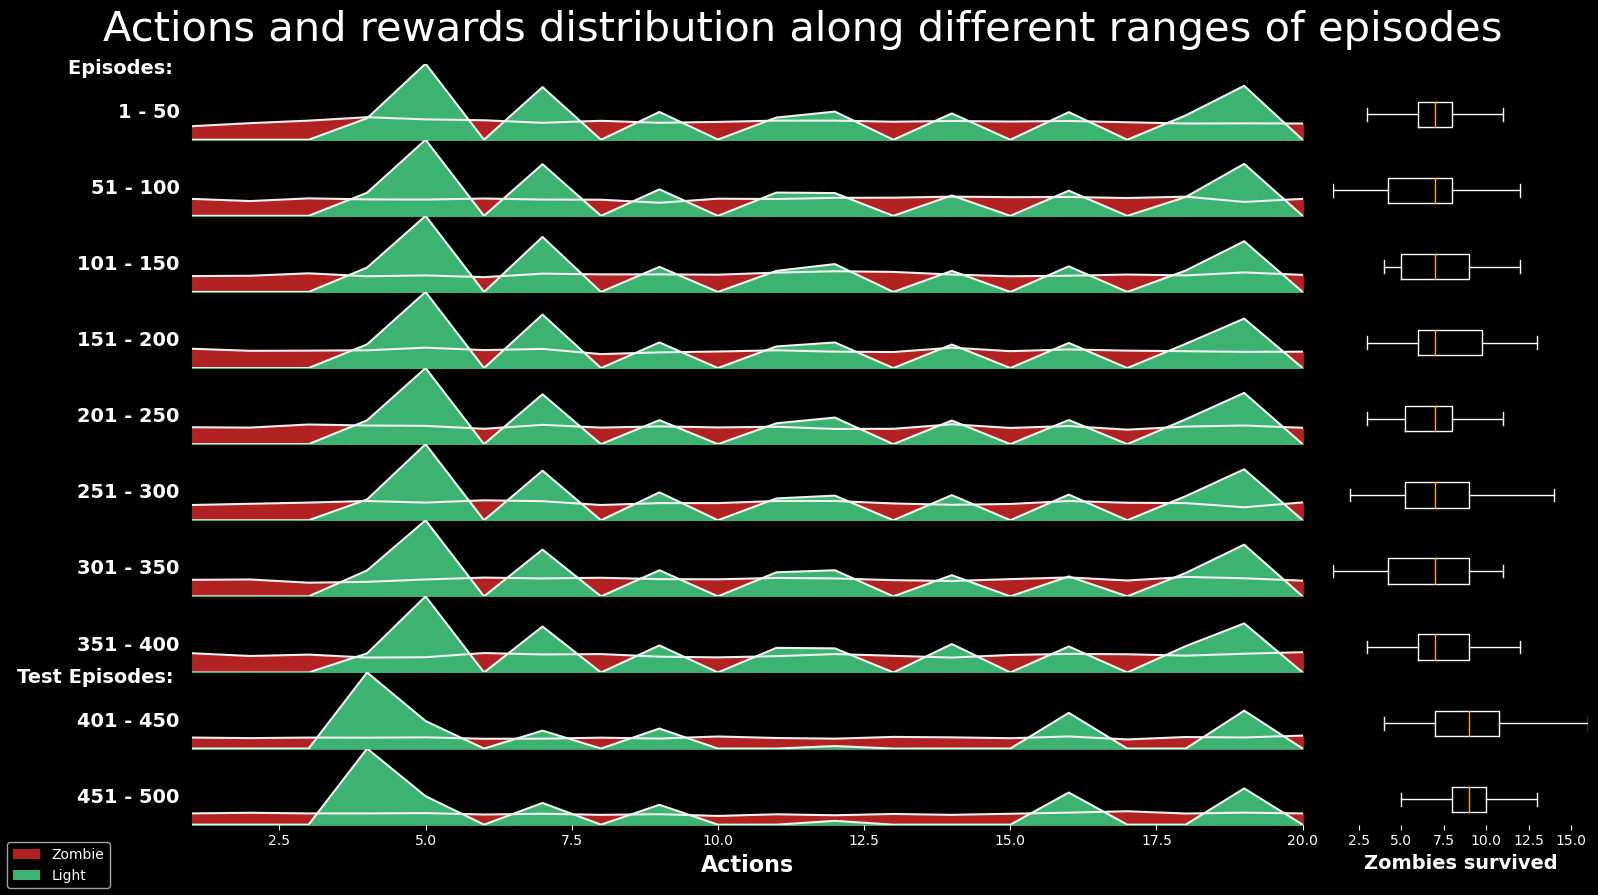 Actions and rewards distribution along different ranges of episodes
Episodes:
1 - 50
51 - 100
101 - 150
151 - 200
201 - 250
251 - 300
301 - 350
351 - 400
Test Episodes:
401 - 450
451 - 500
2.5 5.0 7.5 10.0 12.5 15.0 17.5 20.0
Actions
2.5 5.0 7.5 10.0 12.5 15.0
Zombies survived
Zombie
Light